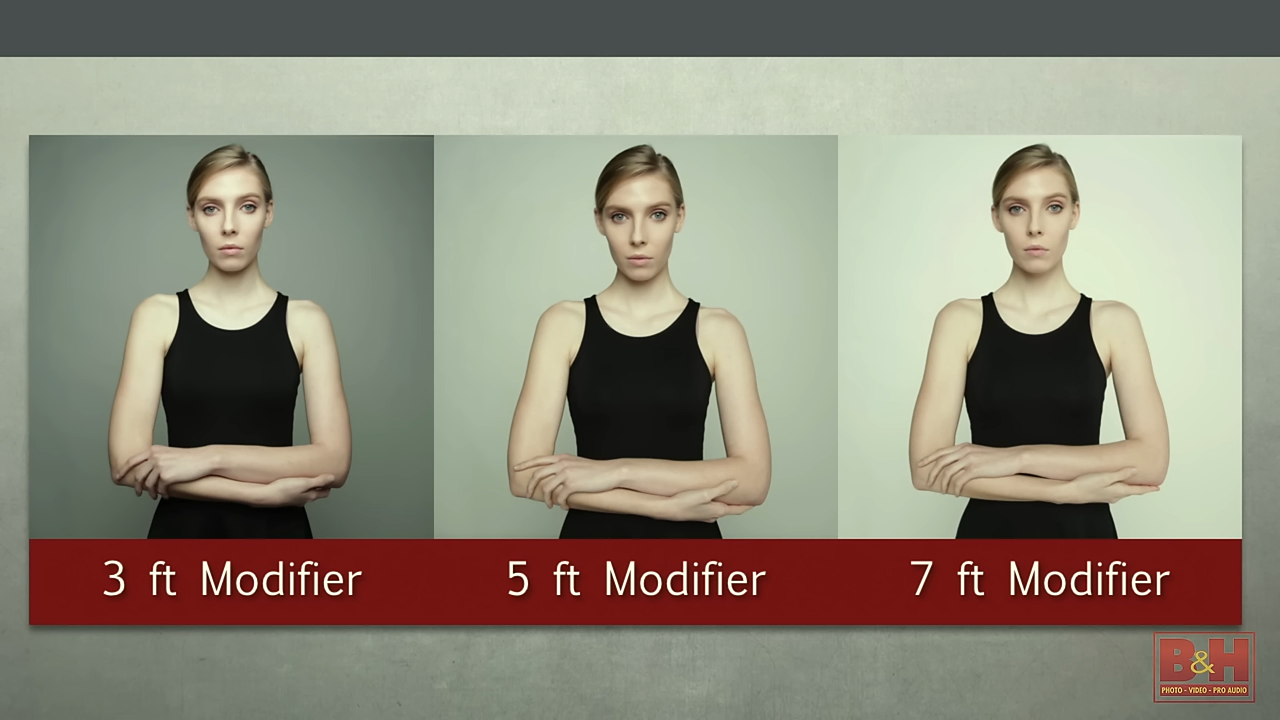 3 ft Modifier
5 ft Modifier
7 ft Modifier
B&H
PHOTO - VIDEO - PRO AUDIO